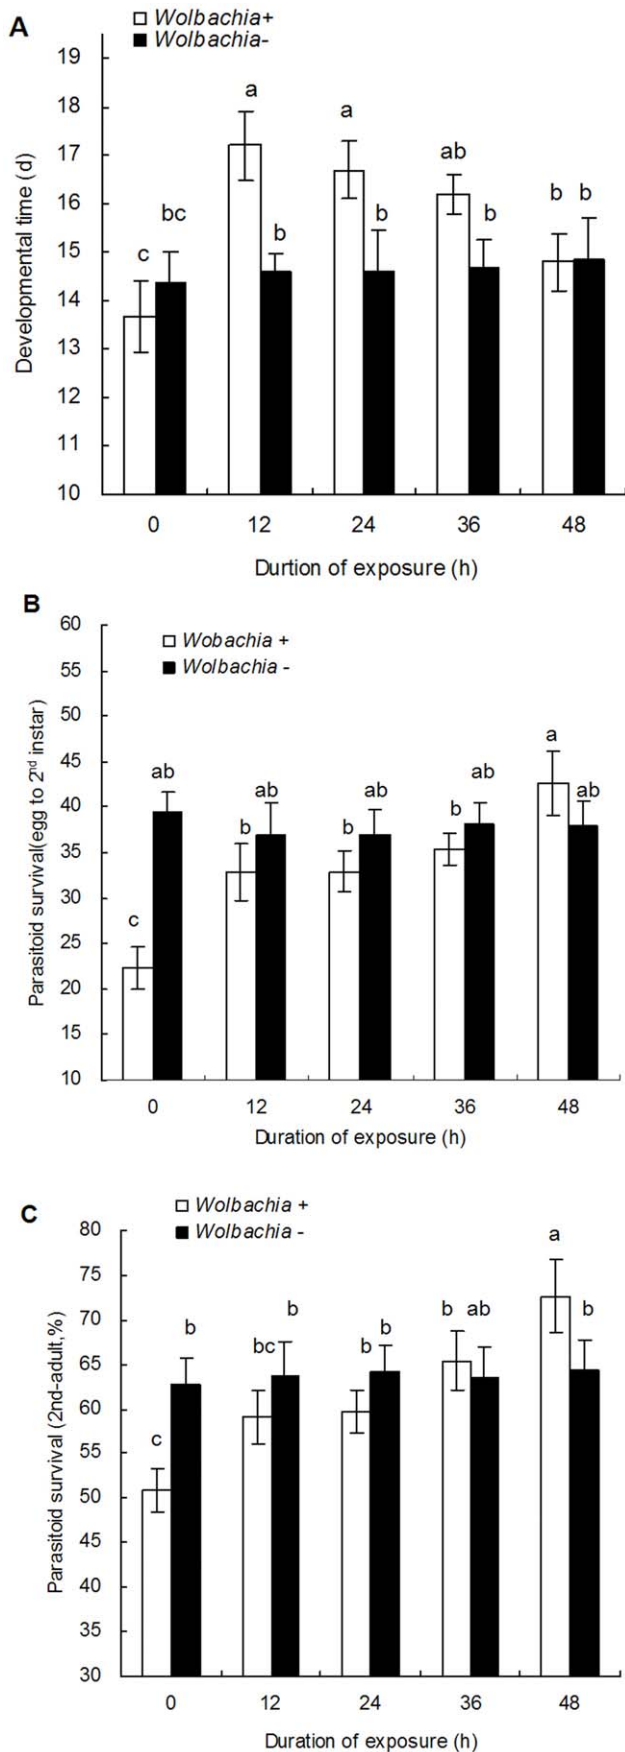 A
Wolbachia+
Wolbachia-
19
18
17
16
15
14
13
12
11
10
Developmental time (d)
c bc a b a b ab b b b
0 12 24 36 48
Durtion of exposure (h)
B
Wobachia +
Wolbachia -
60
55
50
45
40
35
30
25
20
15
10
Parasitoid survival(egg to 2nd instar)
c ab b ab b ab b ab a ab
0 12 24 36 48
Duration of exposure (h)
C
Wolbachia +
Wolbachia -
80
75
70
65
60
55
50
45
40
35
30
Parasitoid survival (2nd-adult,%)
c b bc b b b b ab a b
0 12 24 36 48
Duration of exposure (h)